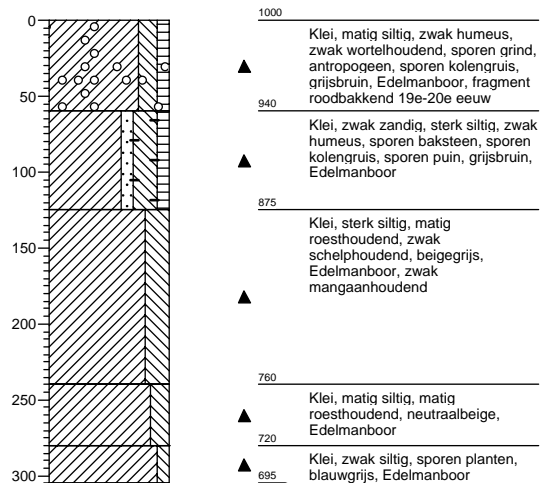 0
50
100
150
200
250
300
1000
Klei, matig siltig, zwak humeus,
zwak wortelhoudend, sporen grind,
antropogeen, sporen kolengruis,
grijsbruin, Edelmanboor, fragment
roodbakkend 19e-20e eeuw
940
Klei, zwak zandig, sterk siltig, zwak
humeus, sporen baksteen, sporen
kolengruis, sporen puin, grijsbruin,
Edelmanboor
875
Klei, sterk siltig, matig
roesthoudend, zwak
schelphoudend, beigegrijs,
Edelmanboor, zwak
mangaanhoudend
760
Klei, matig siltig, matig
roesthoudend, neutraalbeige,
Edelmanboor
720
Klei, zwak siltig, sporen planten,
blauwgrijs, Edelmanboor
695